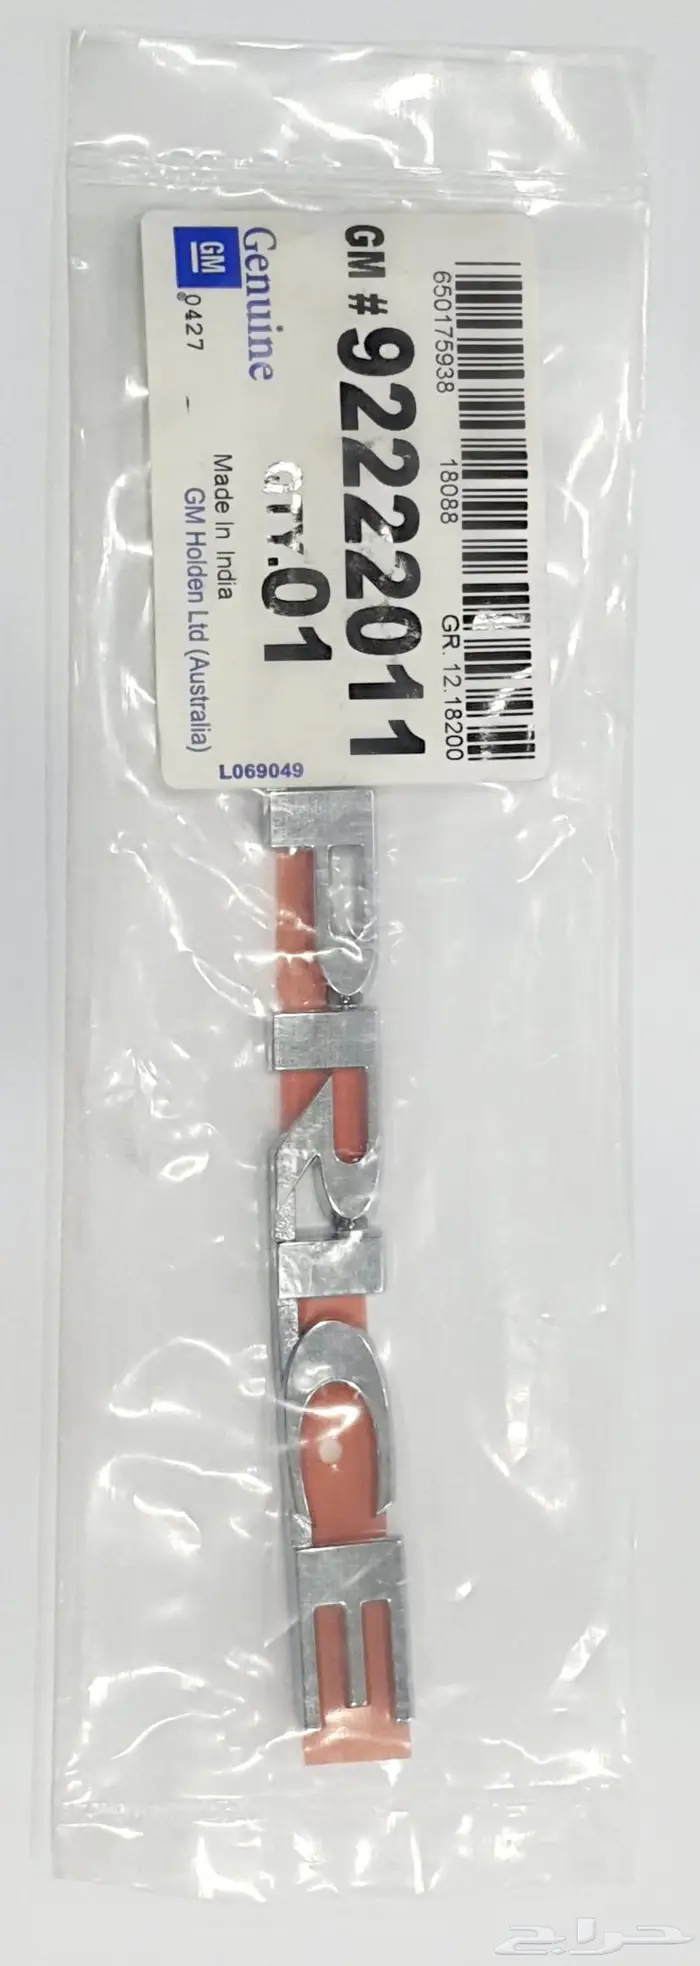 650175938 18088 GR. 12.18200
GM # 92222011
Genuine
QTY.01
GM
Made In India
® 0427 -
GM Holden Ltd (Australia)
L069049
PRICE
حراج